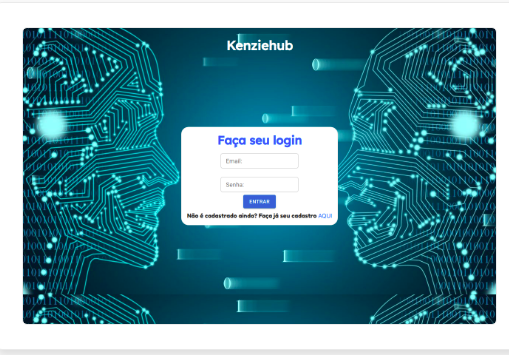 Kenziehub
Faça seu login
Email:
Senha:
ENTRAR
Não é cadastrado ainda? Faça já seu cadastro AQUI